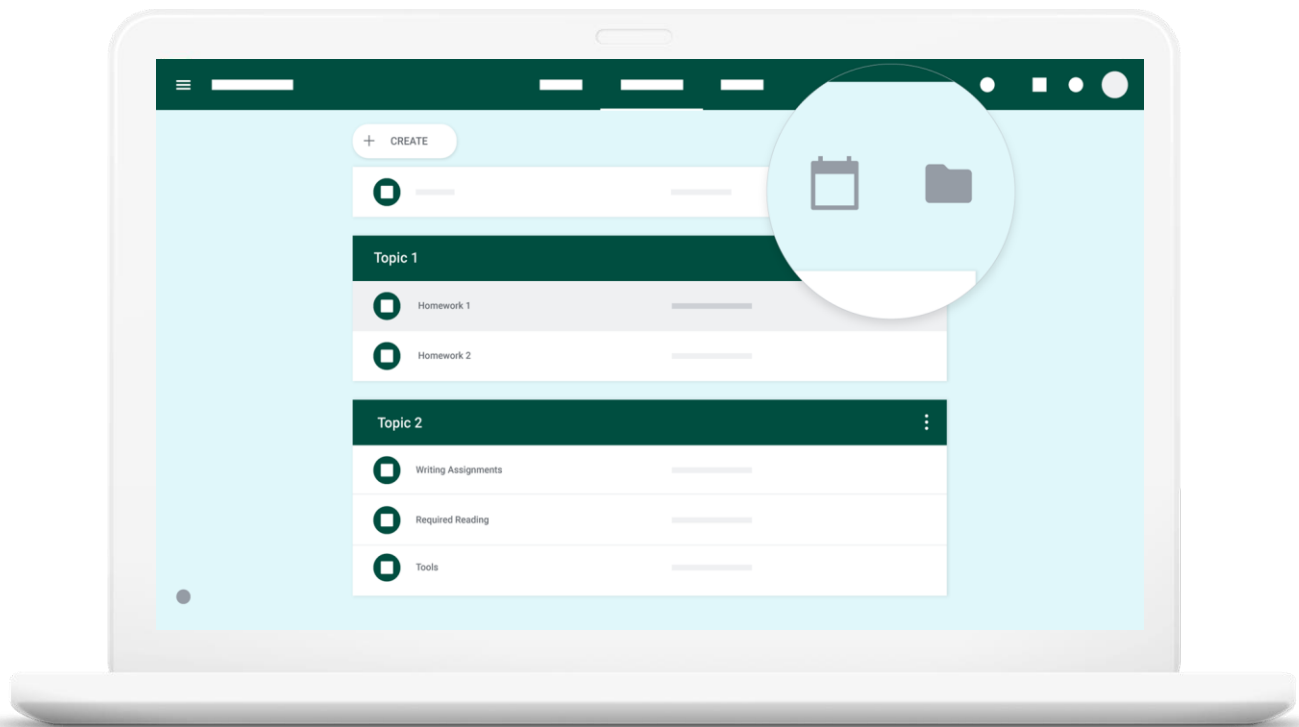 CREATE
Topic 1
Homework 1
Homework 2
Topic 2
Writing Assignments
Required Reading
Tools